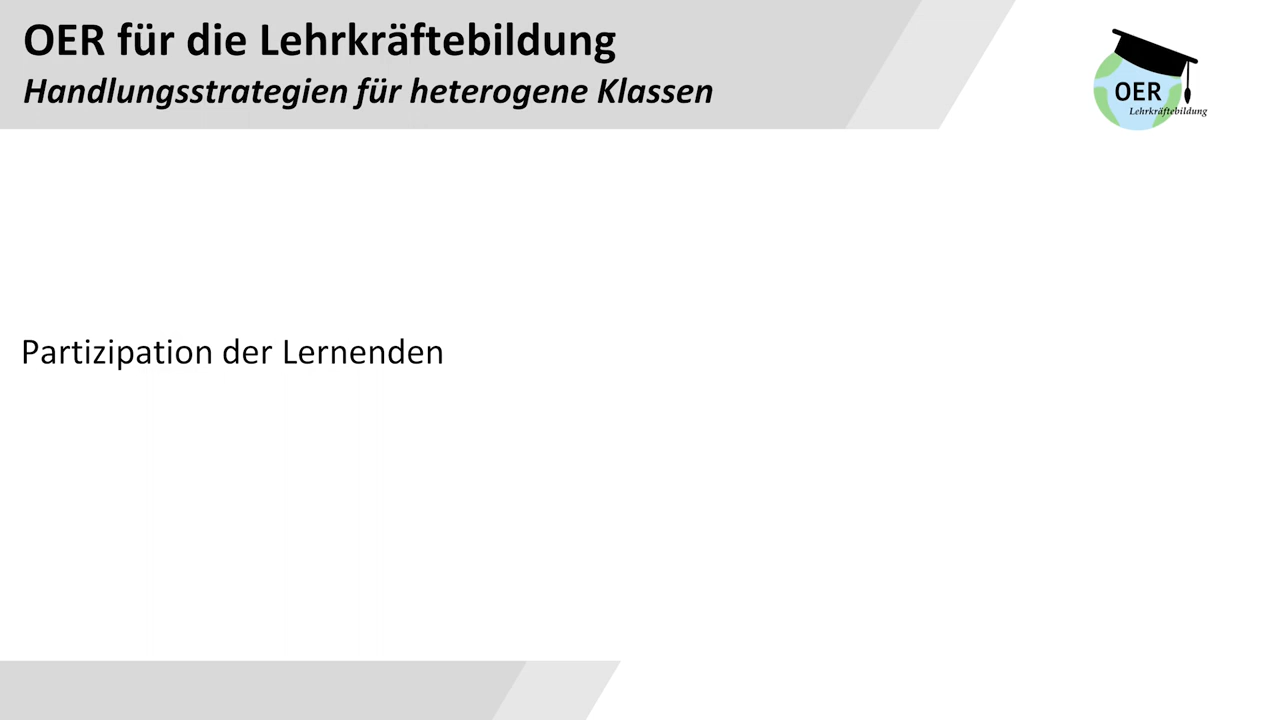 OER für die Lehrkräftebildung
Handlungsstrategien für heterogene Klassen
OER
Lehrkräftebildung
Partizipation der Lernenden